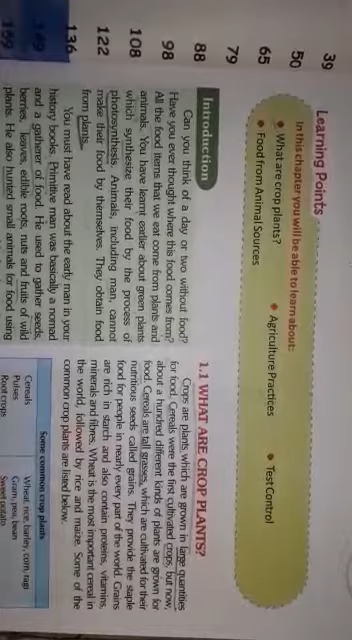 39
50
65
79
88
98
108
122
136
149
159
Learning Points
In this chapter you will be able to learn about:
• What are crop plants?
• Agriculture Practices
• Test Control
• Food from Animal Sources
Introduction
Can you think of a day or two without food?
Have you ever thought where this food comes from?
All the food items that we eat come from plants and
animals. You have learnt earlier about green plants
which synthesize their food by the process of
photosynthesis. Animals, including man, cannot
make their food by themselves. They obtain food
from plants.
You must have read about the early man in your
history books. Primitive man was basically a nomad
and a gatherer of food. He used to gather seeds,
berries, leaves, edible roots, nuts and fruits of wild
plants. He also hunted small animals for food using
1.1 WHAT ARE CROP PLANTS?
Crops are plants which are grown in large quantities
for food. Cereals were the first cultivated crops, but now,
about a hundred different kinds of plants are grown for
food. Cereals are tall grasses, which are cultivated for their
nutritious seeds called grains. They provide the staple
food for people in nearly every part of the world. Grains
are rich in starch and also contain proteins, vitamins,
minerals and fibres. Wheat is the most important cereal in
the world, followed by rice and maize. Some of the
common crop plants are listed below.
Some common crop plants
Cereals Wheat, rice, barley, corn, ragi
Pulses Gram, pea, bean
Root crops Sweet potato